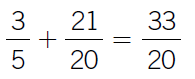 3/5 + 21/20 = 33/20